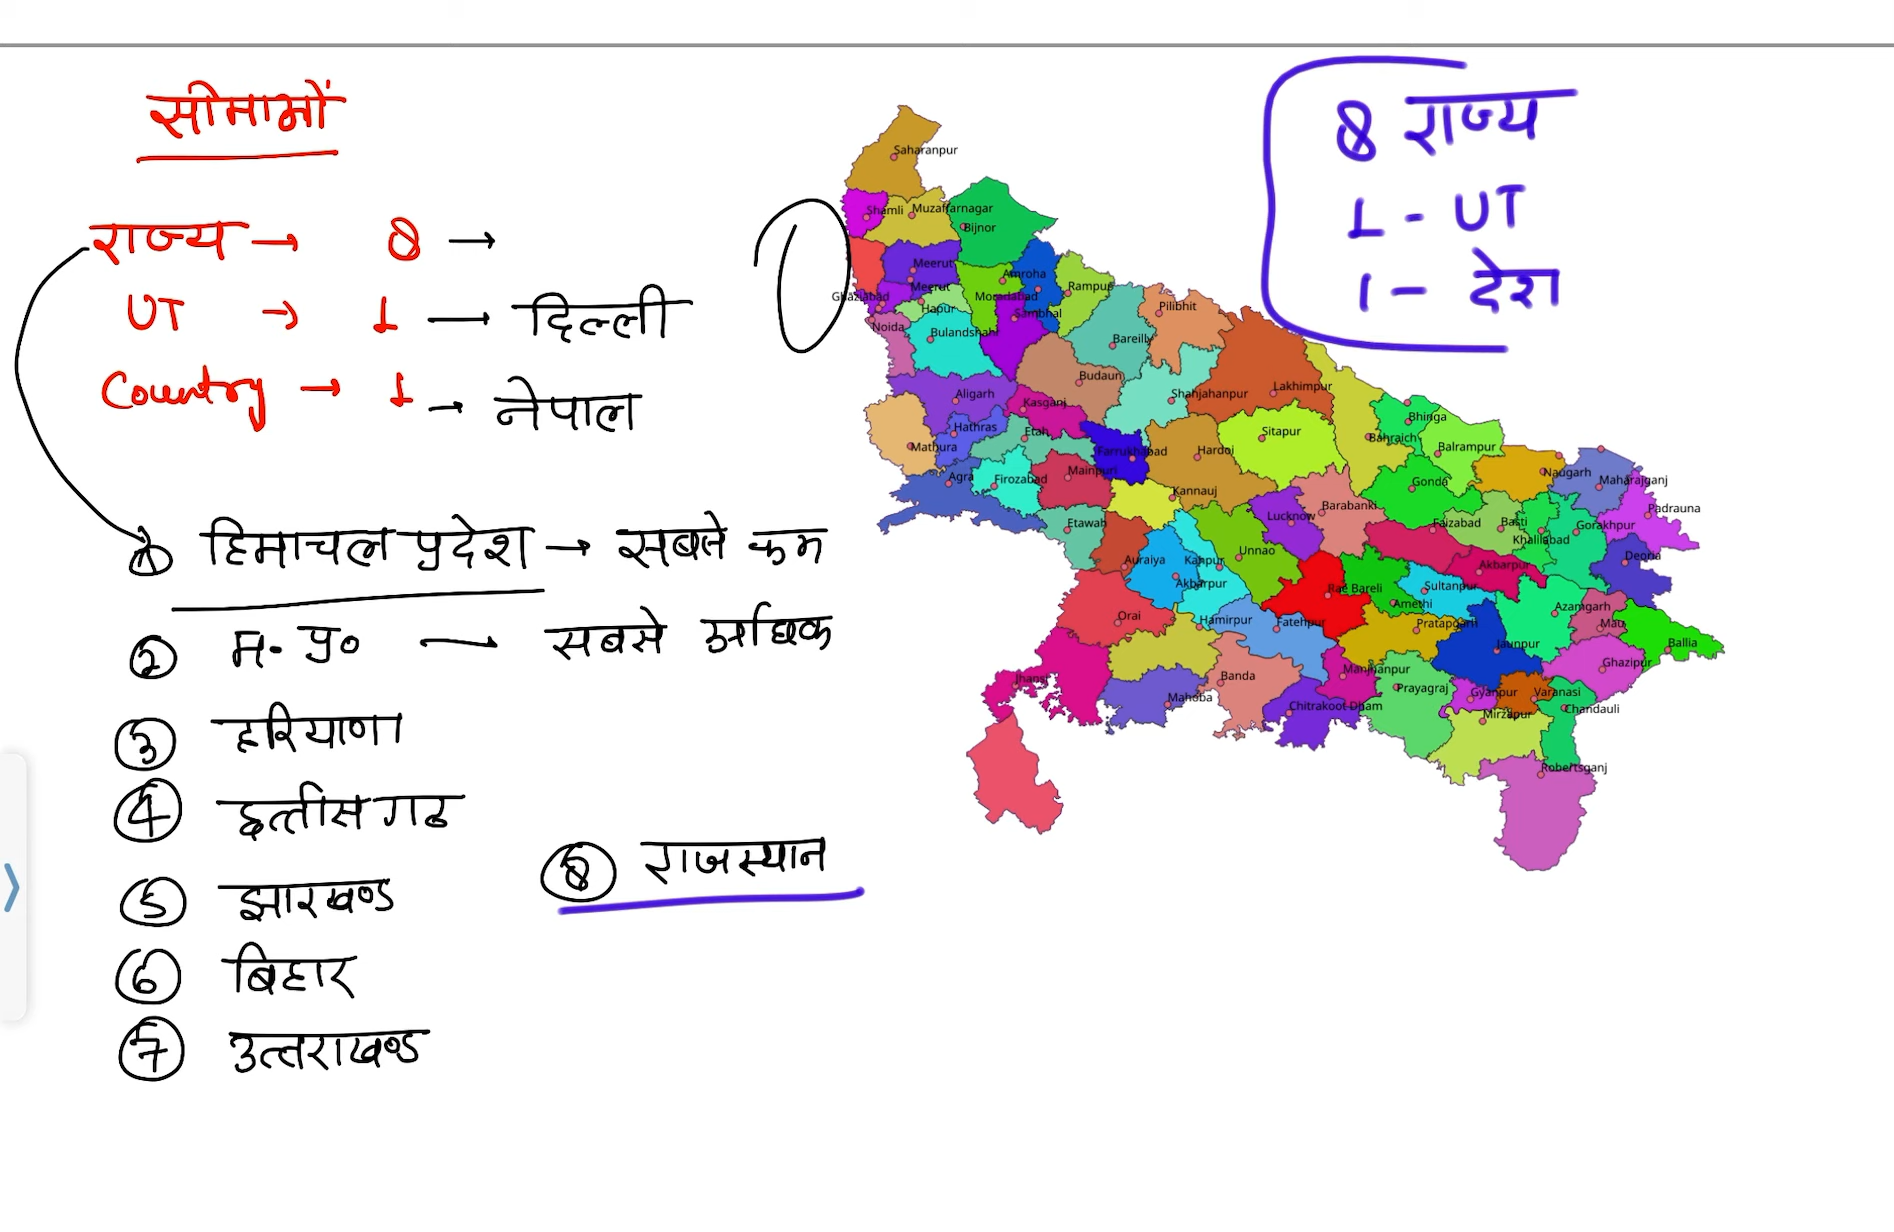 सीमाओं
राज्य → 8 →
UT → 1 → दिल्ली
Country → 1 → नेपाल
① हिमाचल प्रदेश → सबसे कम
② म. प्र० → सबसे अधिक
③ हरियाणा
④ छत्तीसगढ
⑤ झारखण्ड
⑥ बिहार
⑦ उत्तराखण्ड
⑧ राजस्थान
8 राज्य
1 - UT
1 - देश
Saharanpur
Shamli Muzaffarnagar
Bijnor
Meerut
Amroha
Meerut
Rampur
Ghaziabad
Moradabad
Hapur
Sambhal
Pilibhit
Noida
Bulandshahr
Bareilly
Budaun
Lakhimpur
Aligarh
Shahjahanpur
Kasganj
Bhinga
Hathras
Etah
Sitapur
Bahraich
Balrampur
Mathura
Farrukhabad
Hardoi
Agra
Firozabad
Mainpuri
Naugarh
Maharajganj
Gonda
Kannauj
Barabanki
Padrauna
Etawah
Lucknow
Faizabad
Basti
Gorakhpur
Khalilabad
Unnao
Deoria
Auraiya
Kahpur
Akbarpur
Akbarpur
Rae Bareli
Sultanpur
Amethi
Azamgarh
Orai
Hamirpur
Fatehpur
Pratapgarh
Mau
Jaunpur
Ballia
Ghazipur
Jhansi
Banda
Manjhanpur
Mahoba
Prayagraj
Gyanpur
Varanasi
Chitrakoot Dham
Mirzapur
Chandauli
Robertsganj